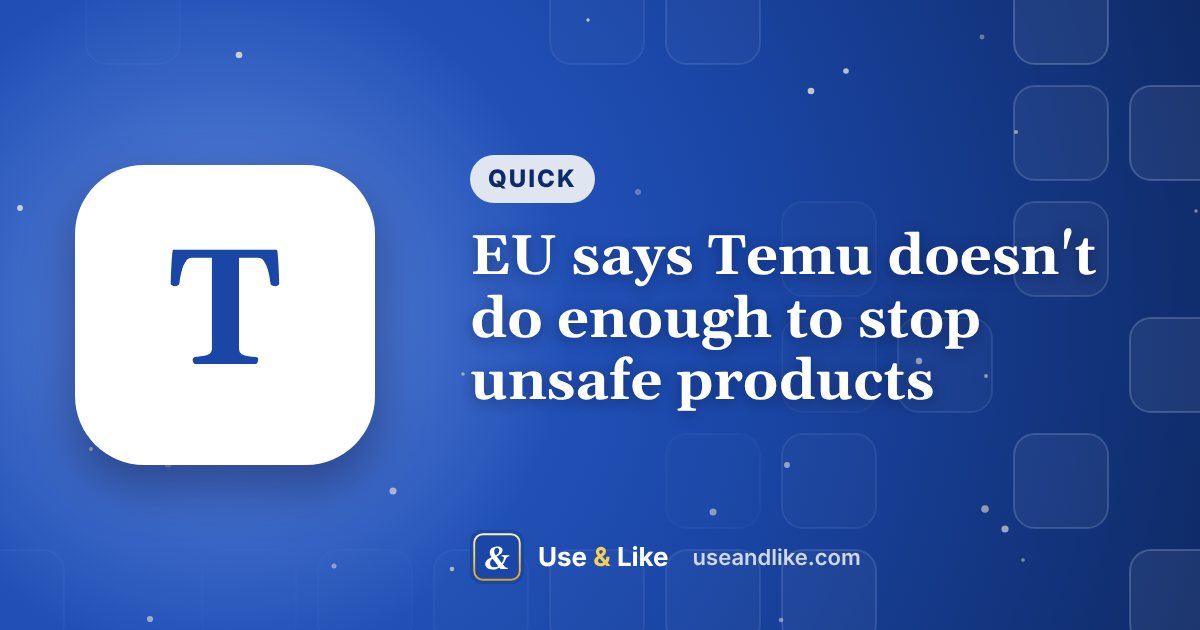 T
QUICK
EU says Temu doesn't
do enough to stop
unsafe products
& Use & Like useandlike.com